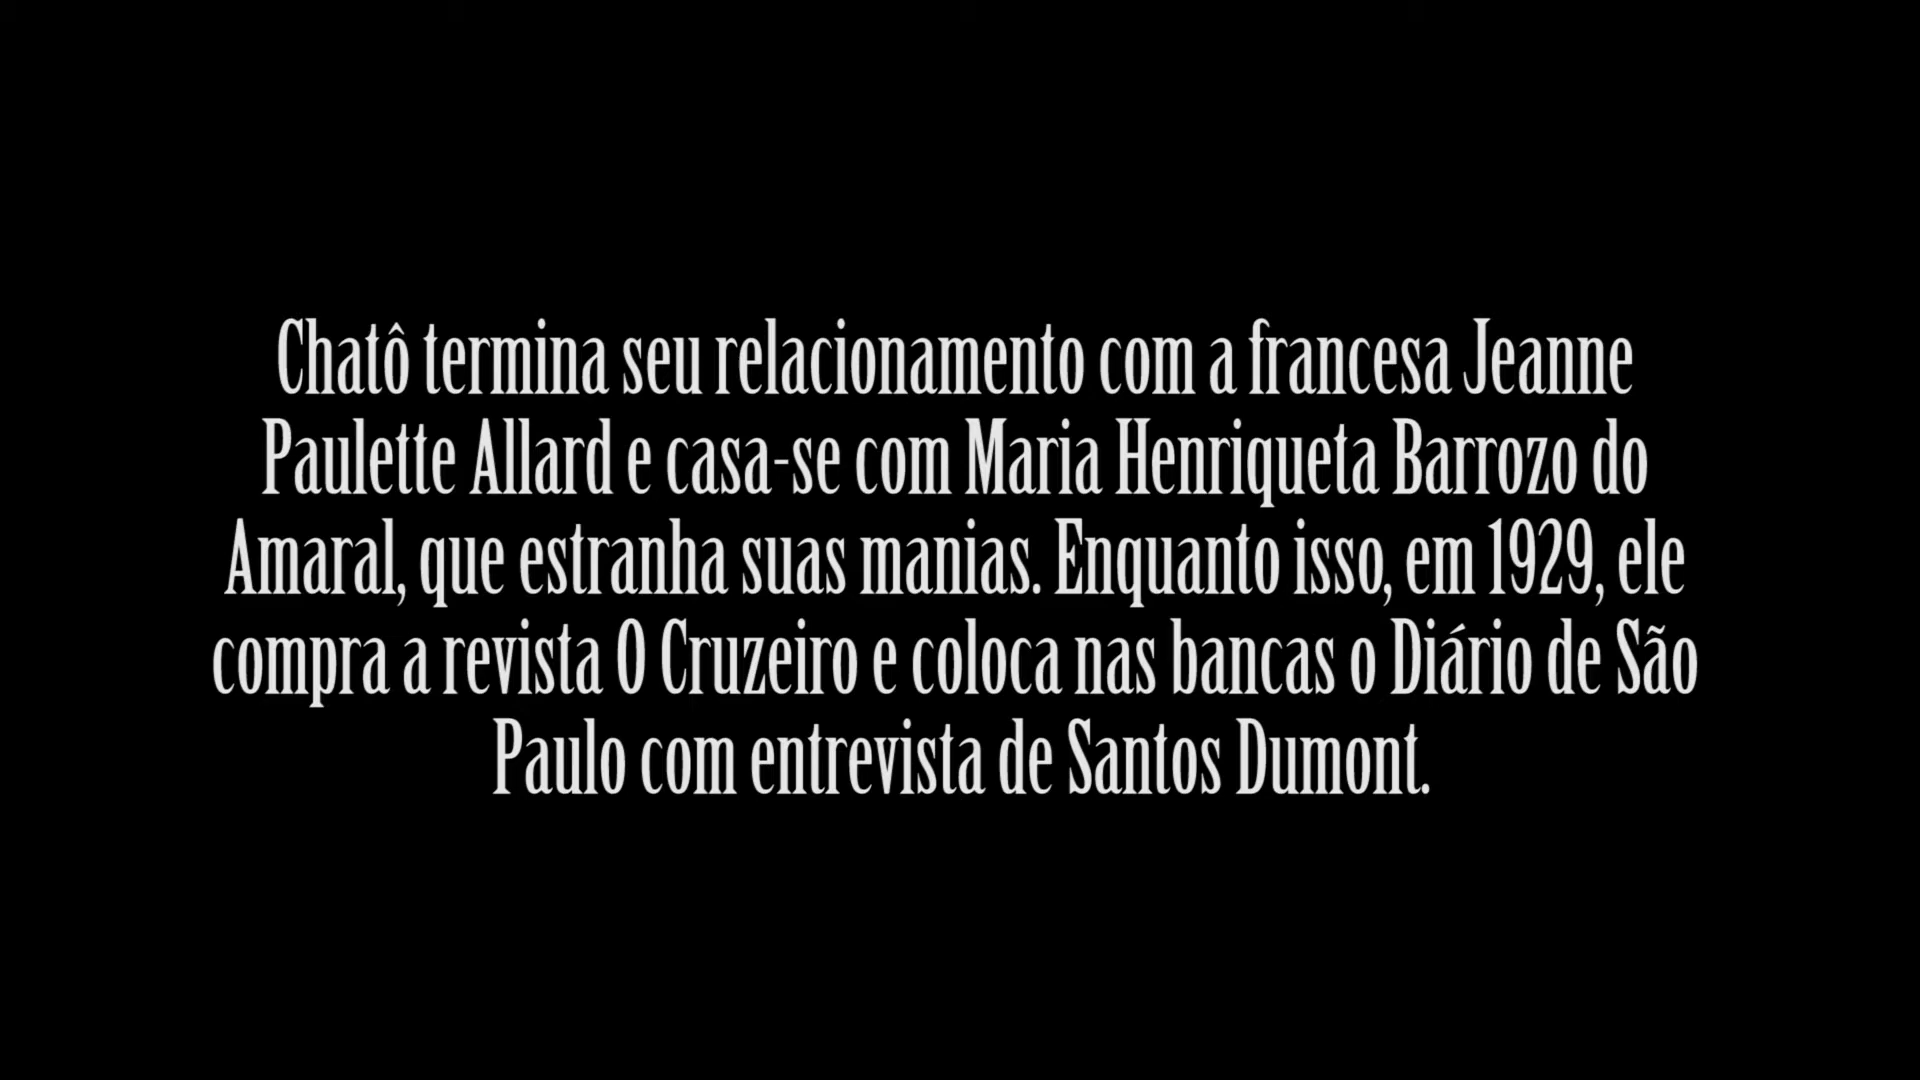 Chatô termina seu relacionamento com a francesa Jeanne
Paulette Allard e casa-se com Maria Henriqueta Barrozo do
Amaral, que estranha suas manias. Enquanto isso, em 1929, ele
compra a revista O Cruzeiro e coloca nas bancas o Diário de São
Paulo com entrevista de Santos Dumont.